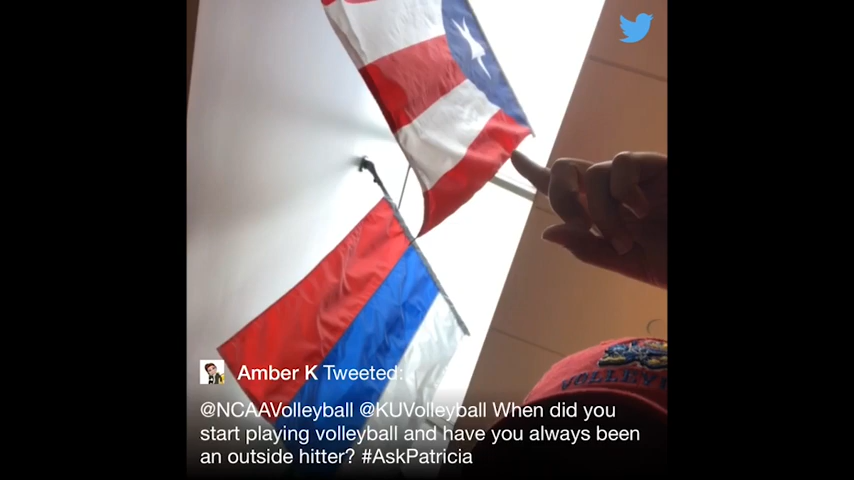 VOLLEY
Amber K Tweeted:
@NCAAVolleyball @KUVolleyball When did you
start playing volleyball and have you always been
an outside hitter? #AskPatricia